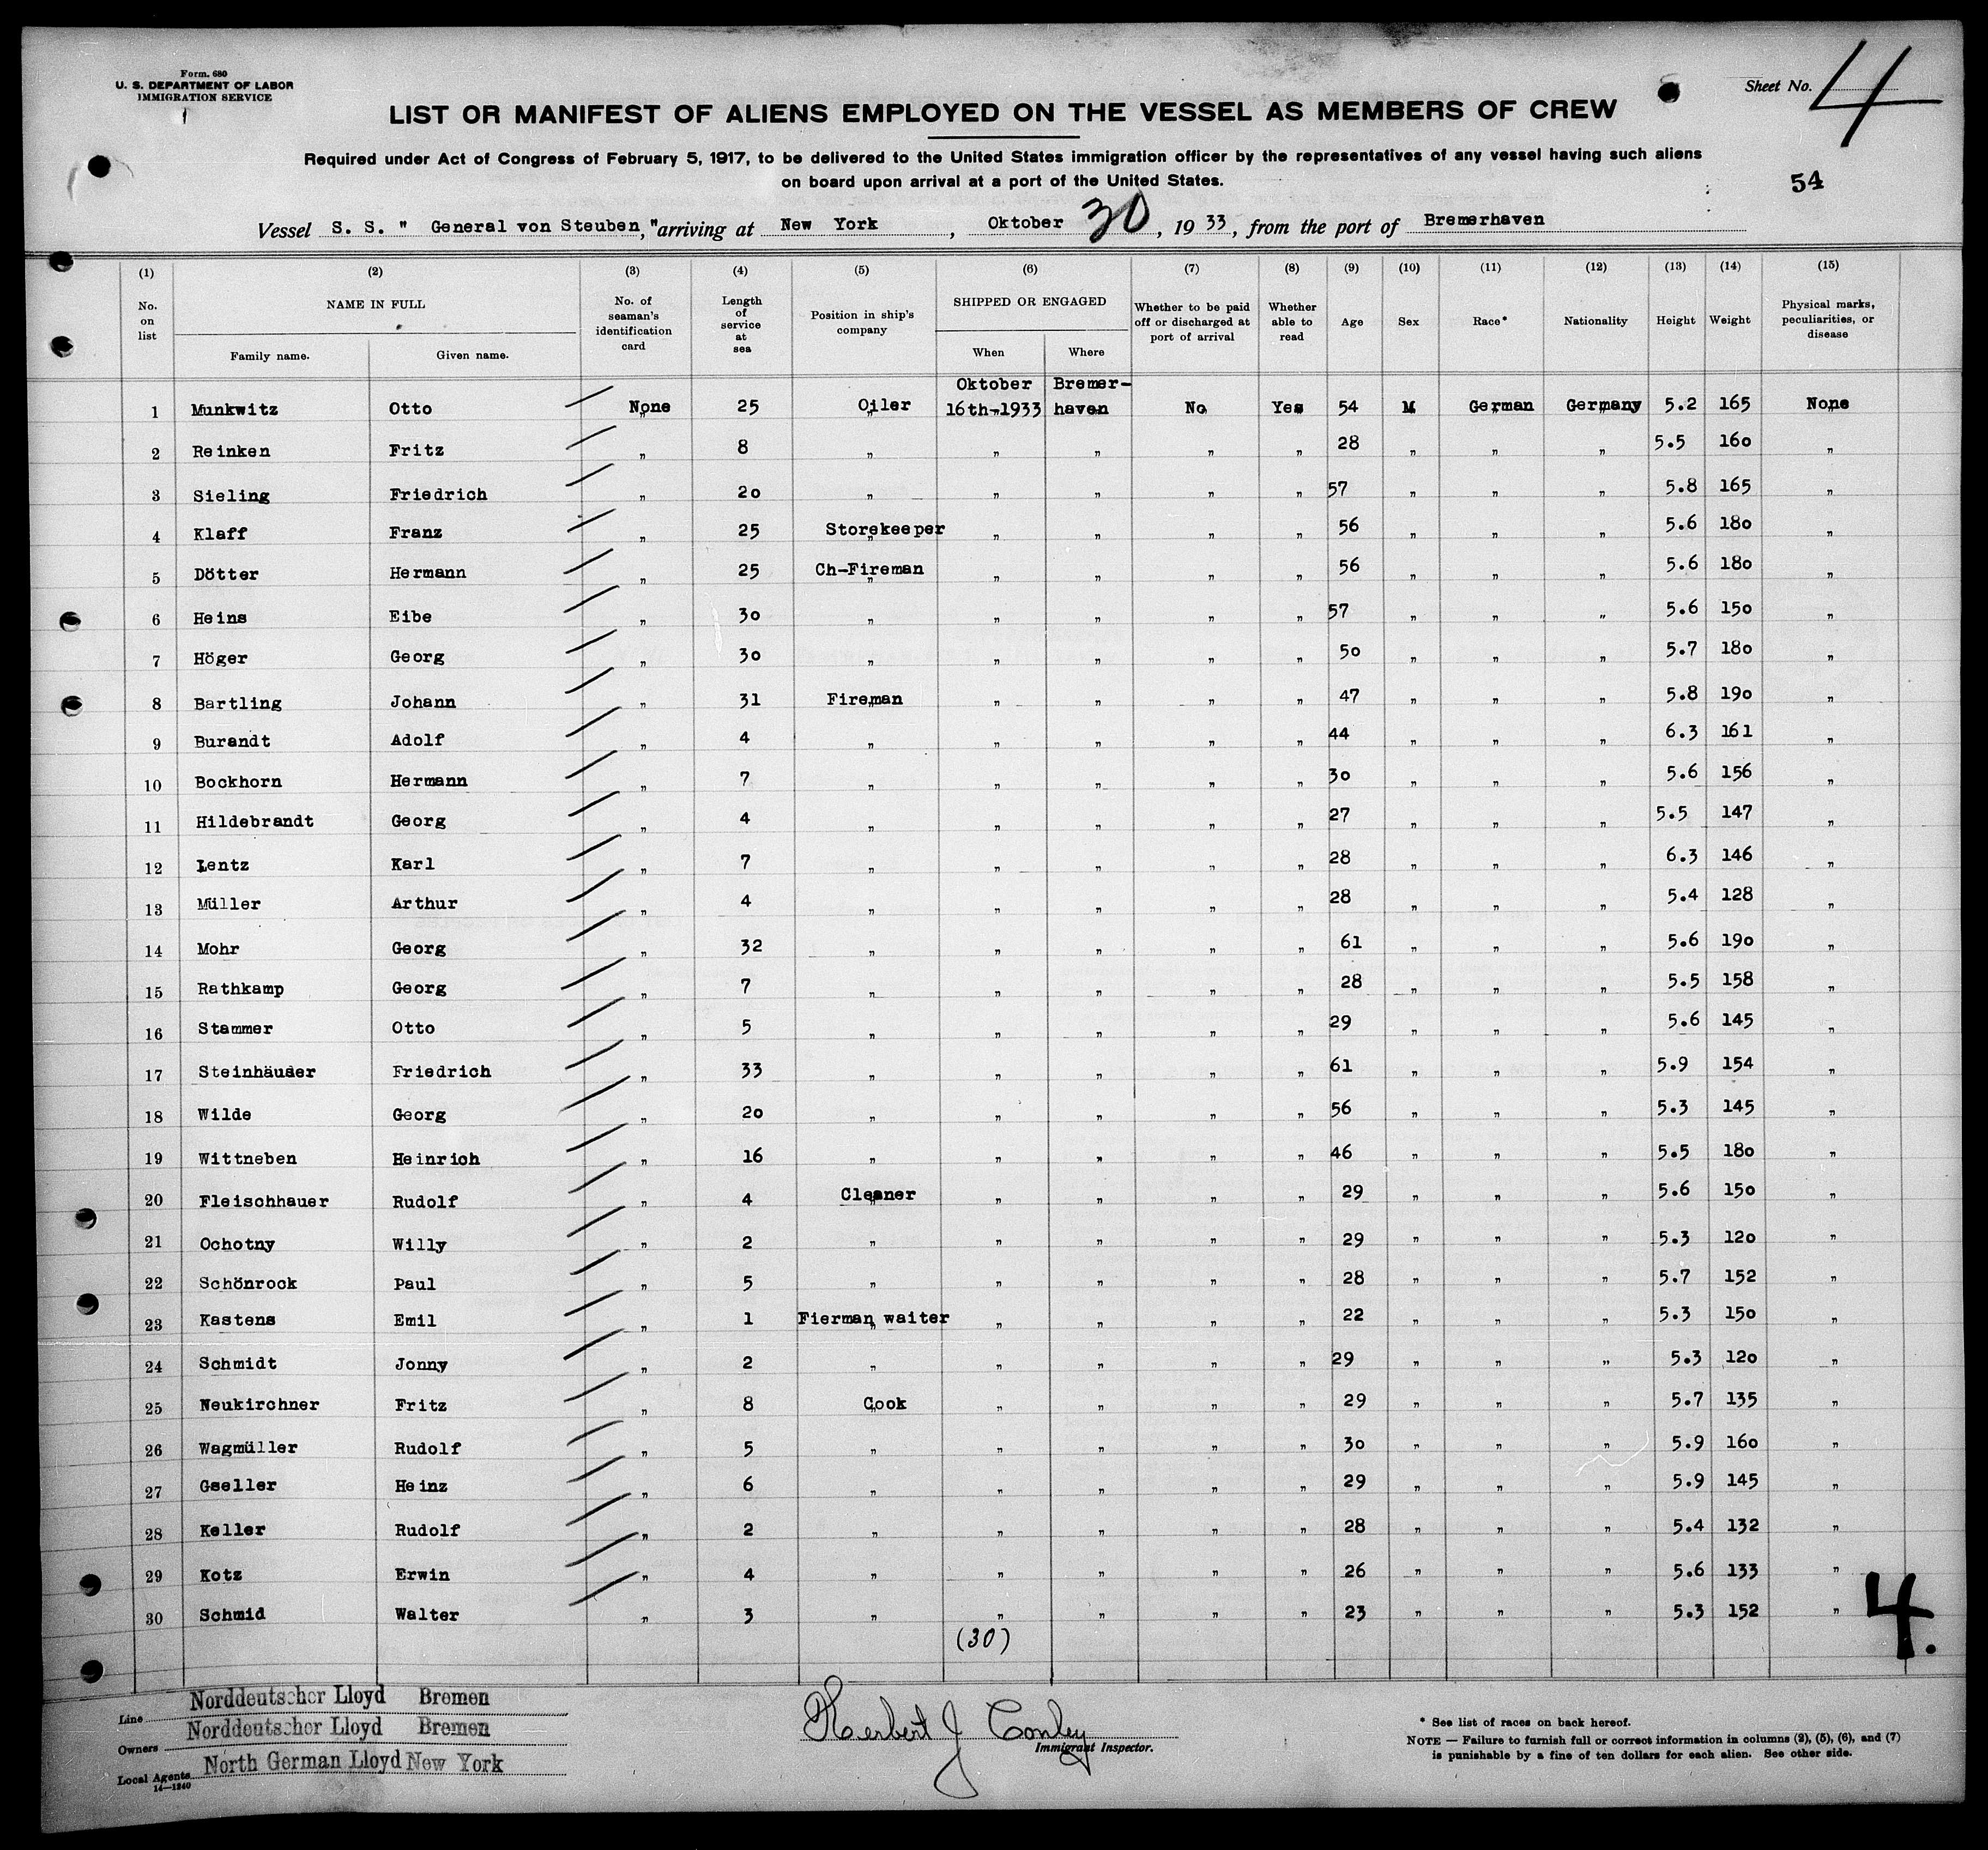 Form. 680
U. S. DEPARTMENT OF LABOR
IMMIGRATION SERVICE
Sheet No. 4
LIST OR MANIFEST OF ALIENS EMPLOYED ON THE VESSEL AS MEMBERS OF CREW
Required under Act of Congress of February 5, 1917, to be delivered to the United States immigration officer by the representatives of any vessel having such aliens
on board upon arrival at a port of the United States.
54
Vessel S. S. " General von Steuben," arriving at New York, Oktober 30, 1933, from the port of Bremerhaven
(1) (2) (3) (4) (5) (6) (7) (8) (9) (10) (11) (12) (13) (14) (15)
No. on list NAME IN FULL Family name. Given name. No. of seaman's identification card Length of service at sea Position in ship's company SHIPPED OR ENGAGED When Where Whether to be paid off or discharged at port of arrival Whether able to read Age Sex Race* Nationality Height Weight Physical marks, peculiarities, or disease
1 Munkwitz Otto None 25 Oiler Oktober 16th-1933 Bremer-haven No Yes 54 M German Germany 5.2 165 None
2 Reinken Fritz " 8 " " " " " 28 " " " 5.5 160 "
3 Sieling Friedrich " 20 " " " " " 57 " " " 5.8 165 "
4 Klaff Franz " 25 Storekeeper " " " " 56 " " " 5.6 180 "
5 Dötter Hermann " 25 Ch-Fireman " " " " 56 " " " 5.6 180 "
6 Heins Eibe " 30 " " " " " 57 " " " 5.6 150 "
7 Höger Georg " 30 " " " " " 50 " " " 5.7 180 "
8 Bartling Johann " 31 Fireman " " " " 47 " " " 5.8 190 "
9 Burandt Adolf " 4 " " " " " 44 " " " 6.3 161 "
10 Bockhorn Hermann " 7 " " " " " 30 " " " 5.6 156 "
11 Hildebrandt Georg " 4 " " " " " 27 " " " 5.5 147 "
12 Lentz Karl " 7 " " " " " 28 " " " 6.3 146 "
13 Müller Arthur " 4 " " " " " 28 " " " 5.4 128 "
14 Mohr Georg " 32 " " " " " 61 " " " 5.6 190 "
15 Rathkamp Georg " 7 " " " " " 28 " " " 5.5 158 "
16 Stammer Otto " 5 " " " " " 29 " " " 5.6 145 "
17 Steinhäuser Friedrich " 33 " " " " " 61 " " " 5.9 154 "
18 Wilde Georg " 20 " " " " " 56 " " " 5.3 145 "
19 Wittneben Heinrich " 16 " " " " " 46 " " " 5.5 180 "
20 Fleischhauer Rudolf " 4 Cleaner " " " " 29 " " " 5.6 150 "
21 Ochotny Willy " 2 " " " " " 29 " " " 5.3 120 "
22 Schönrock Paul " 5 " " " " " 28 " " " 5.7 152 "
23 Kastens Emil " 1 Fierman waiter " " " " 22 " " " 5.3 150 "
24 Schmidt Jonny " 2 " " " " " 29 " " " 5.3 120 "
25 Neukirchner Fritz " 8 Cook " " " " 29 " " " 5.7 135 "
26 Wagmüller Rudolf " 5 " " " " " 30 " " " 5.9 160 "
27 Gseller Heinz " 6 " " " " " 29 " " " 5.9 145 "
28 Keller Rudolf " 2 " " " " " 28 " " " 5.4 132 "
29 Kotz Erwin " 4 " " " " " 26 " " " 5.6 133 "
30 Schmid Walter " 3 " " " " " 23 " " " 5.3 152 "
4.
(30)
Line Norddeutscher Lloyd Bremen
Owners Norddeutscher Lloyd Bremen
Local Agents North German Lloyd New York
14—1240
Herbert J Conley
Immigrant Inspector.
* See list of races on back hereof.
NOTE — Failure to furnish full or correct information in columns (2), (5), (6), and (7)
is punishable by a fine of ten dollars for each alien. See other side.